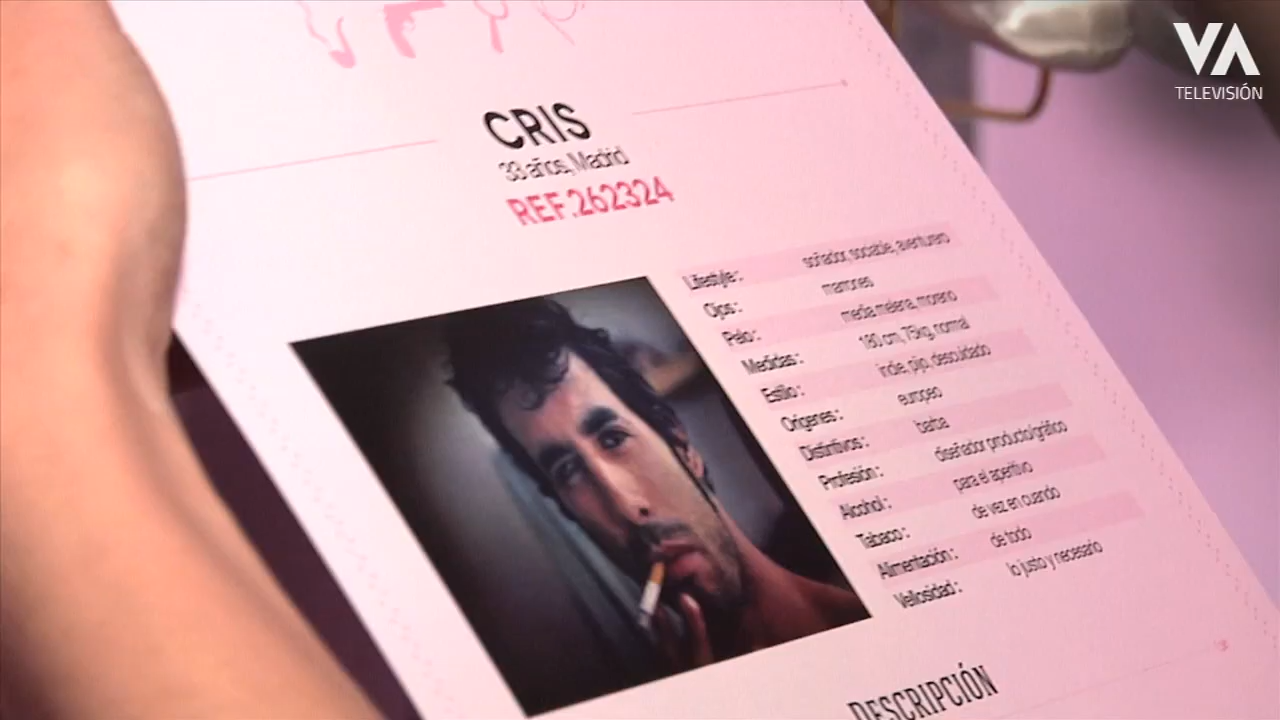 VA
TELEVISIÓN
CRIS
33 años, Madrid
REF.262324
Lifestyle: soñador, sociable, aventurero
Ojos: marrones
Pelo: media melena, moreno
Medidas: 180 cm, 75kg, normal
Estilo: indie, pijo, descuidado
Orígenes: europeo
Distintivos: barba
Profesión: diseñador producto/gráfico
Alcohol: para el aperitivo
Tabaco: de vez en cuando
Alimentación: de todo
Vellosidad: lo justo y necesario
DESCRIPCIÓN